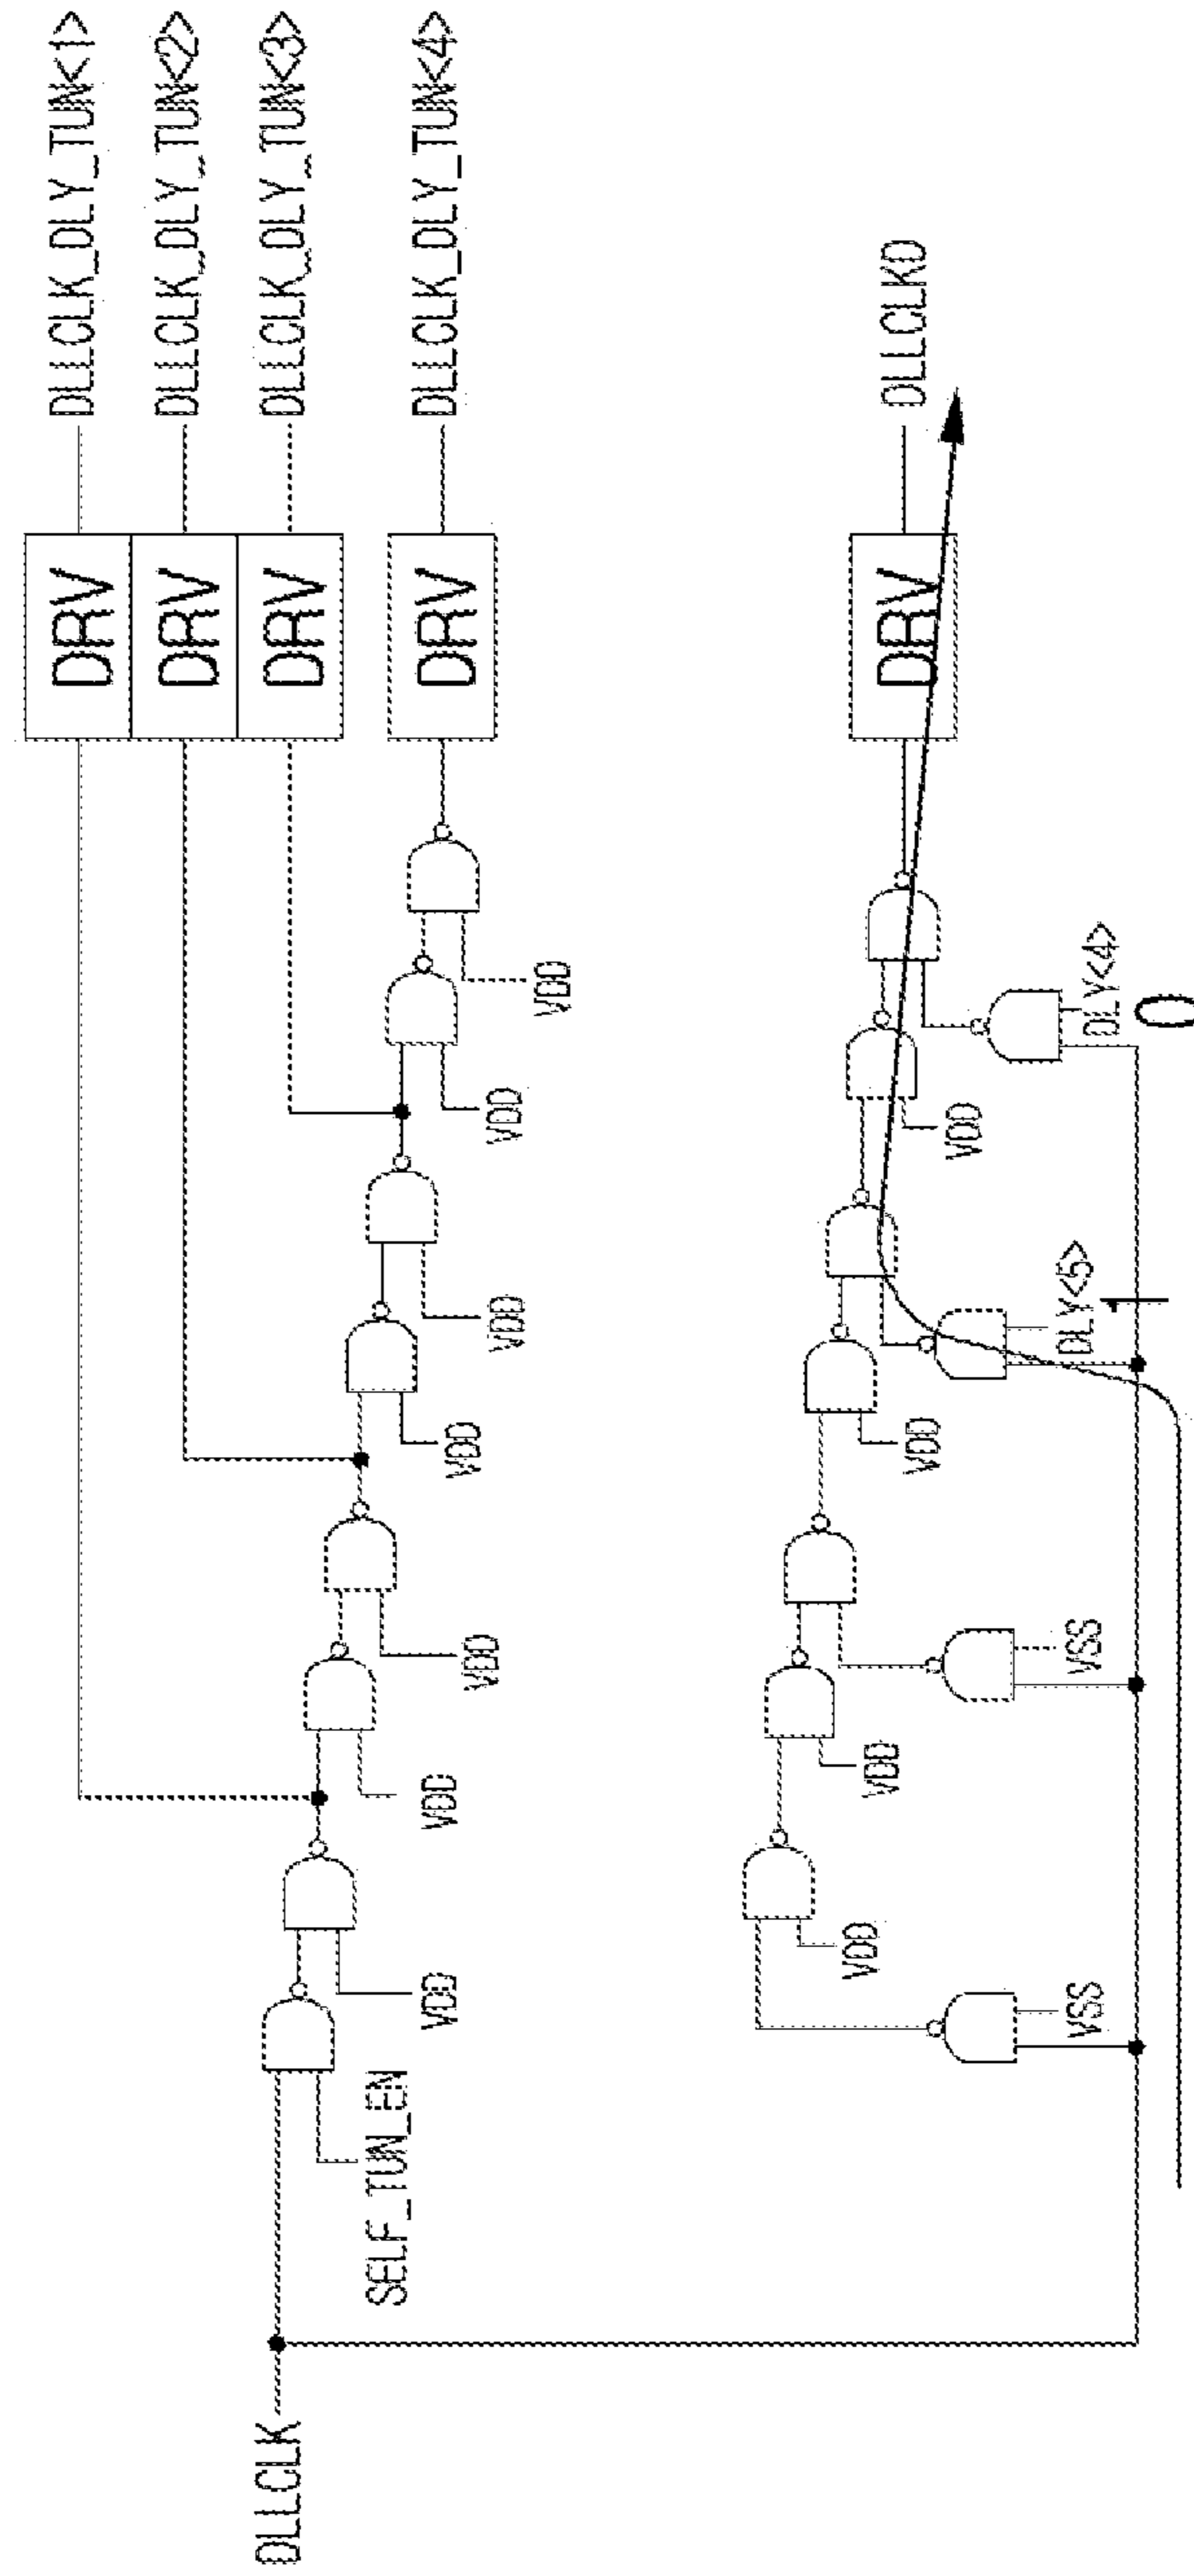 DLLCLK
SELF_TUN_EN
VDD
VDD
VDD
VDD
VDD
VDD
VDD
DRV
DRV
DRV
DRV
DLLCLK_DLY_TUN<1>
DLLCLK_DLY_TUN<2>
DLLCLK_DLY_TUN<3>
DLLCLK_DLY_TUN<4>
VDD
VDD
VDD
VDD
VSS
VSS
DLY<5>
1
DLY<4>
0
DRV
DLLCLKD